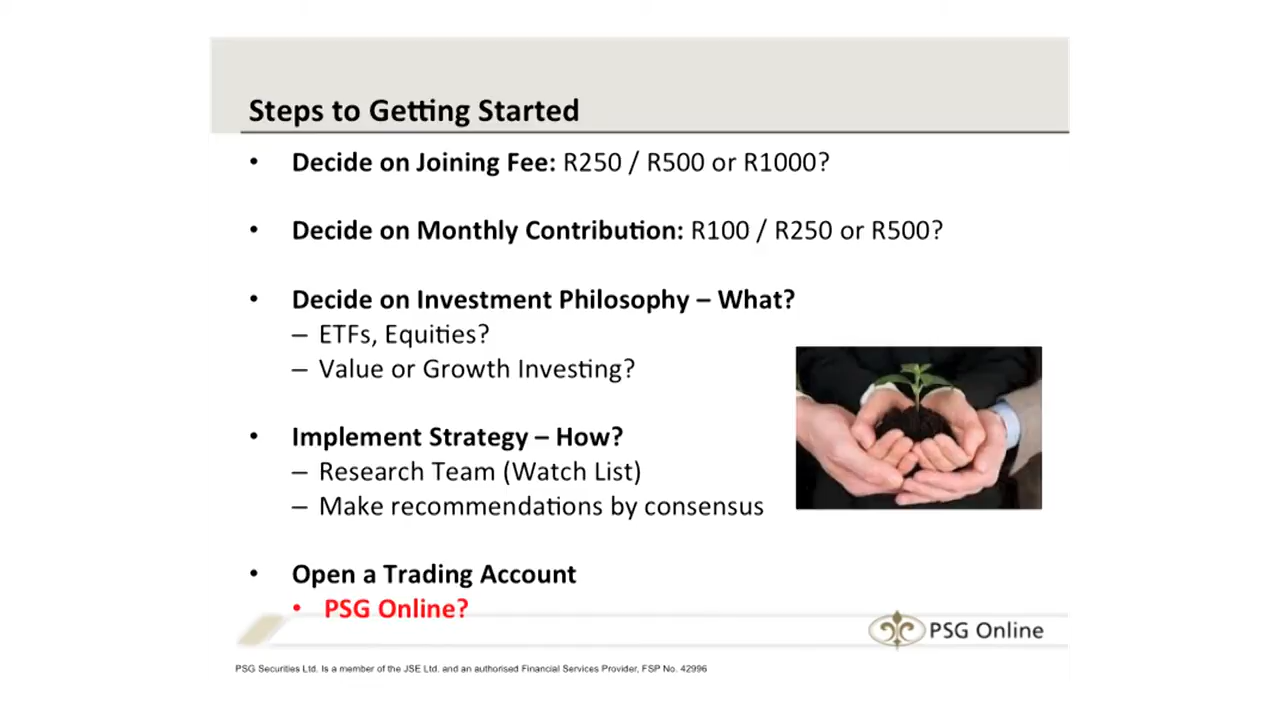 Steps to Getting Started
• Decide on Joining Fee: R250 / R500 or R1000?
• Decide on Monthly Contribution: R100 / R250 or R500?
• Decide on Investment Philosophy – What?
– ETFs, Equities?
– Value or Growth Investing?
• Implement Strategy – How?
– Research Team (Watch List)
– Make recommendations by consensus
• Open a Trading Account
• PSG Online?
PSG Online
PSG Securities Ltd. Is a member of the JSE Ltd. and an authorised Financial Services Provider, FSP No. 42996